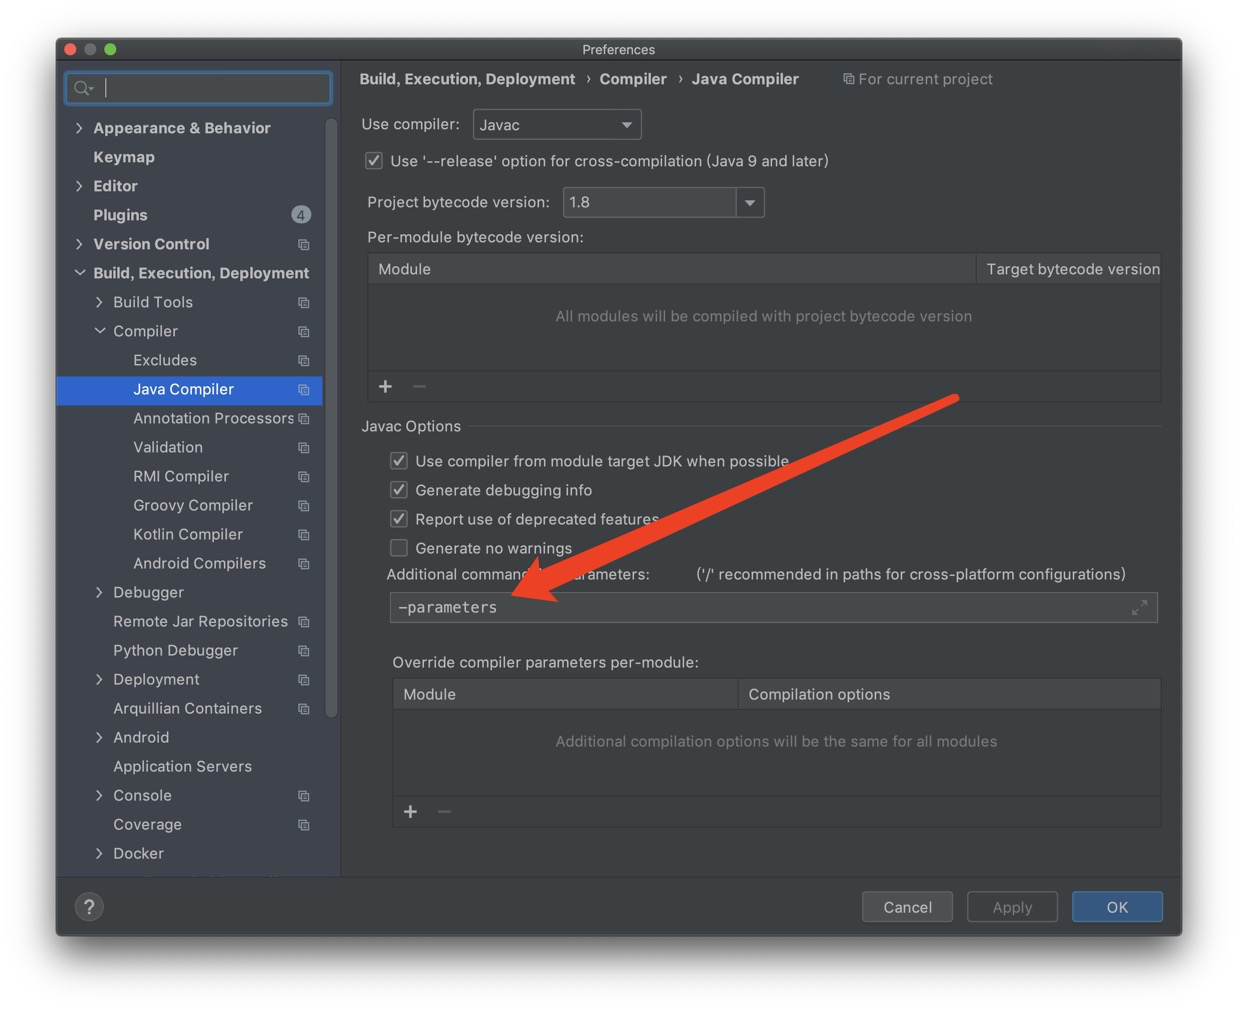 Preferences
Appearance & Behavior
Keymap
Editor
Plugins 4
Version Control
Build, Execution, Deployment
Build Tools
Compiler
Excludes
Java Compiler
Annotation Processors
Validation
RMI Compiler
Groovy Compiler
Kotlin Compiler
Android Compilers
Debugger
Remote Jar Repositories
Python Debugger
Deployment
Arquillian Containers
Android
Application Servers
Console
Coverage
Docker
Build, Execution, Deployment › Compiler › Java Compiler For current project
Use compiler: Javac
Use '--release' option for cross-compilation (Java 9 and later)
Project bytecode version: 1.8
Per-module bytecode version:
Module Target bytecode version
All modules will be compiled with project bytecode version
Javac Options
Use compiler from module target JDK when possible
Generate debugging info
Report use of deprecated features
Generate no warnings
Additional command rameters: ('/' recommended in paths for cross-platform configurations)
-parameters
Override compiler parameters per-module:
Module Compilation options
Additional compilation options will be the same for all modules
? Cancel Apply OK